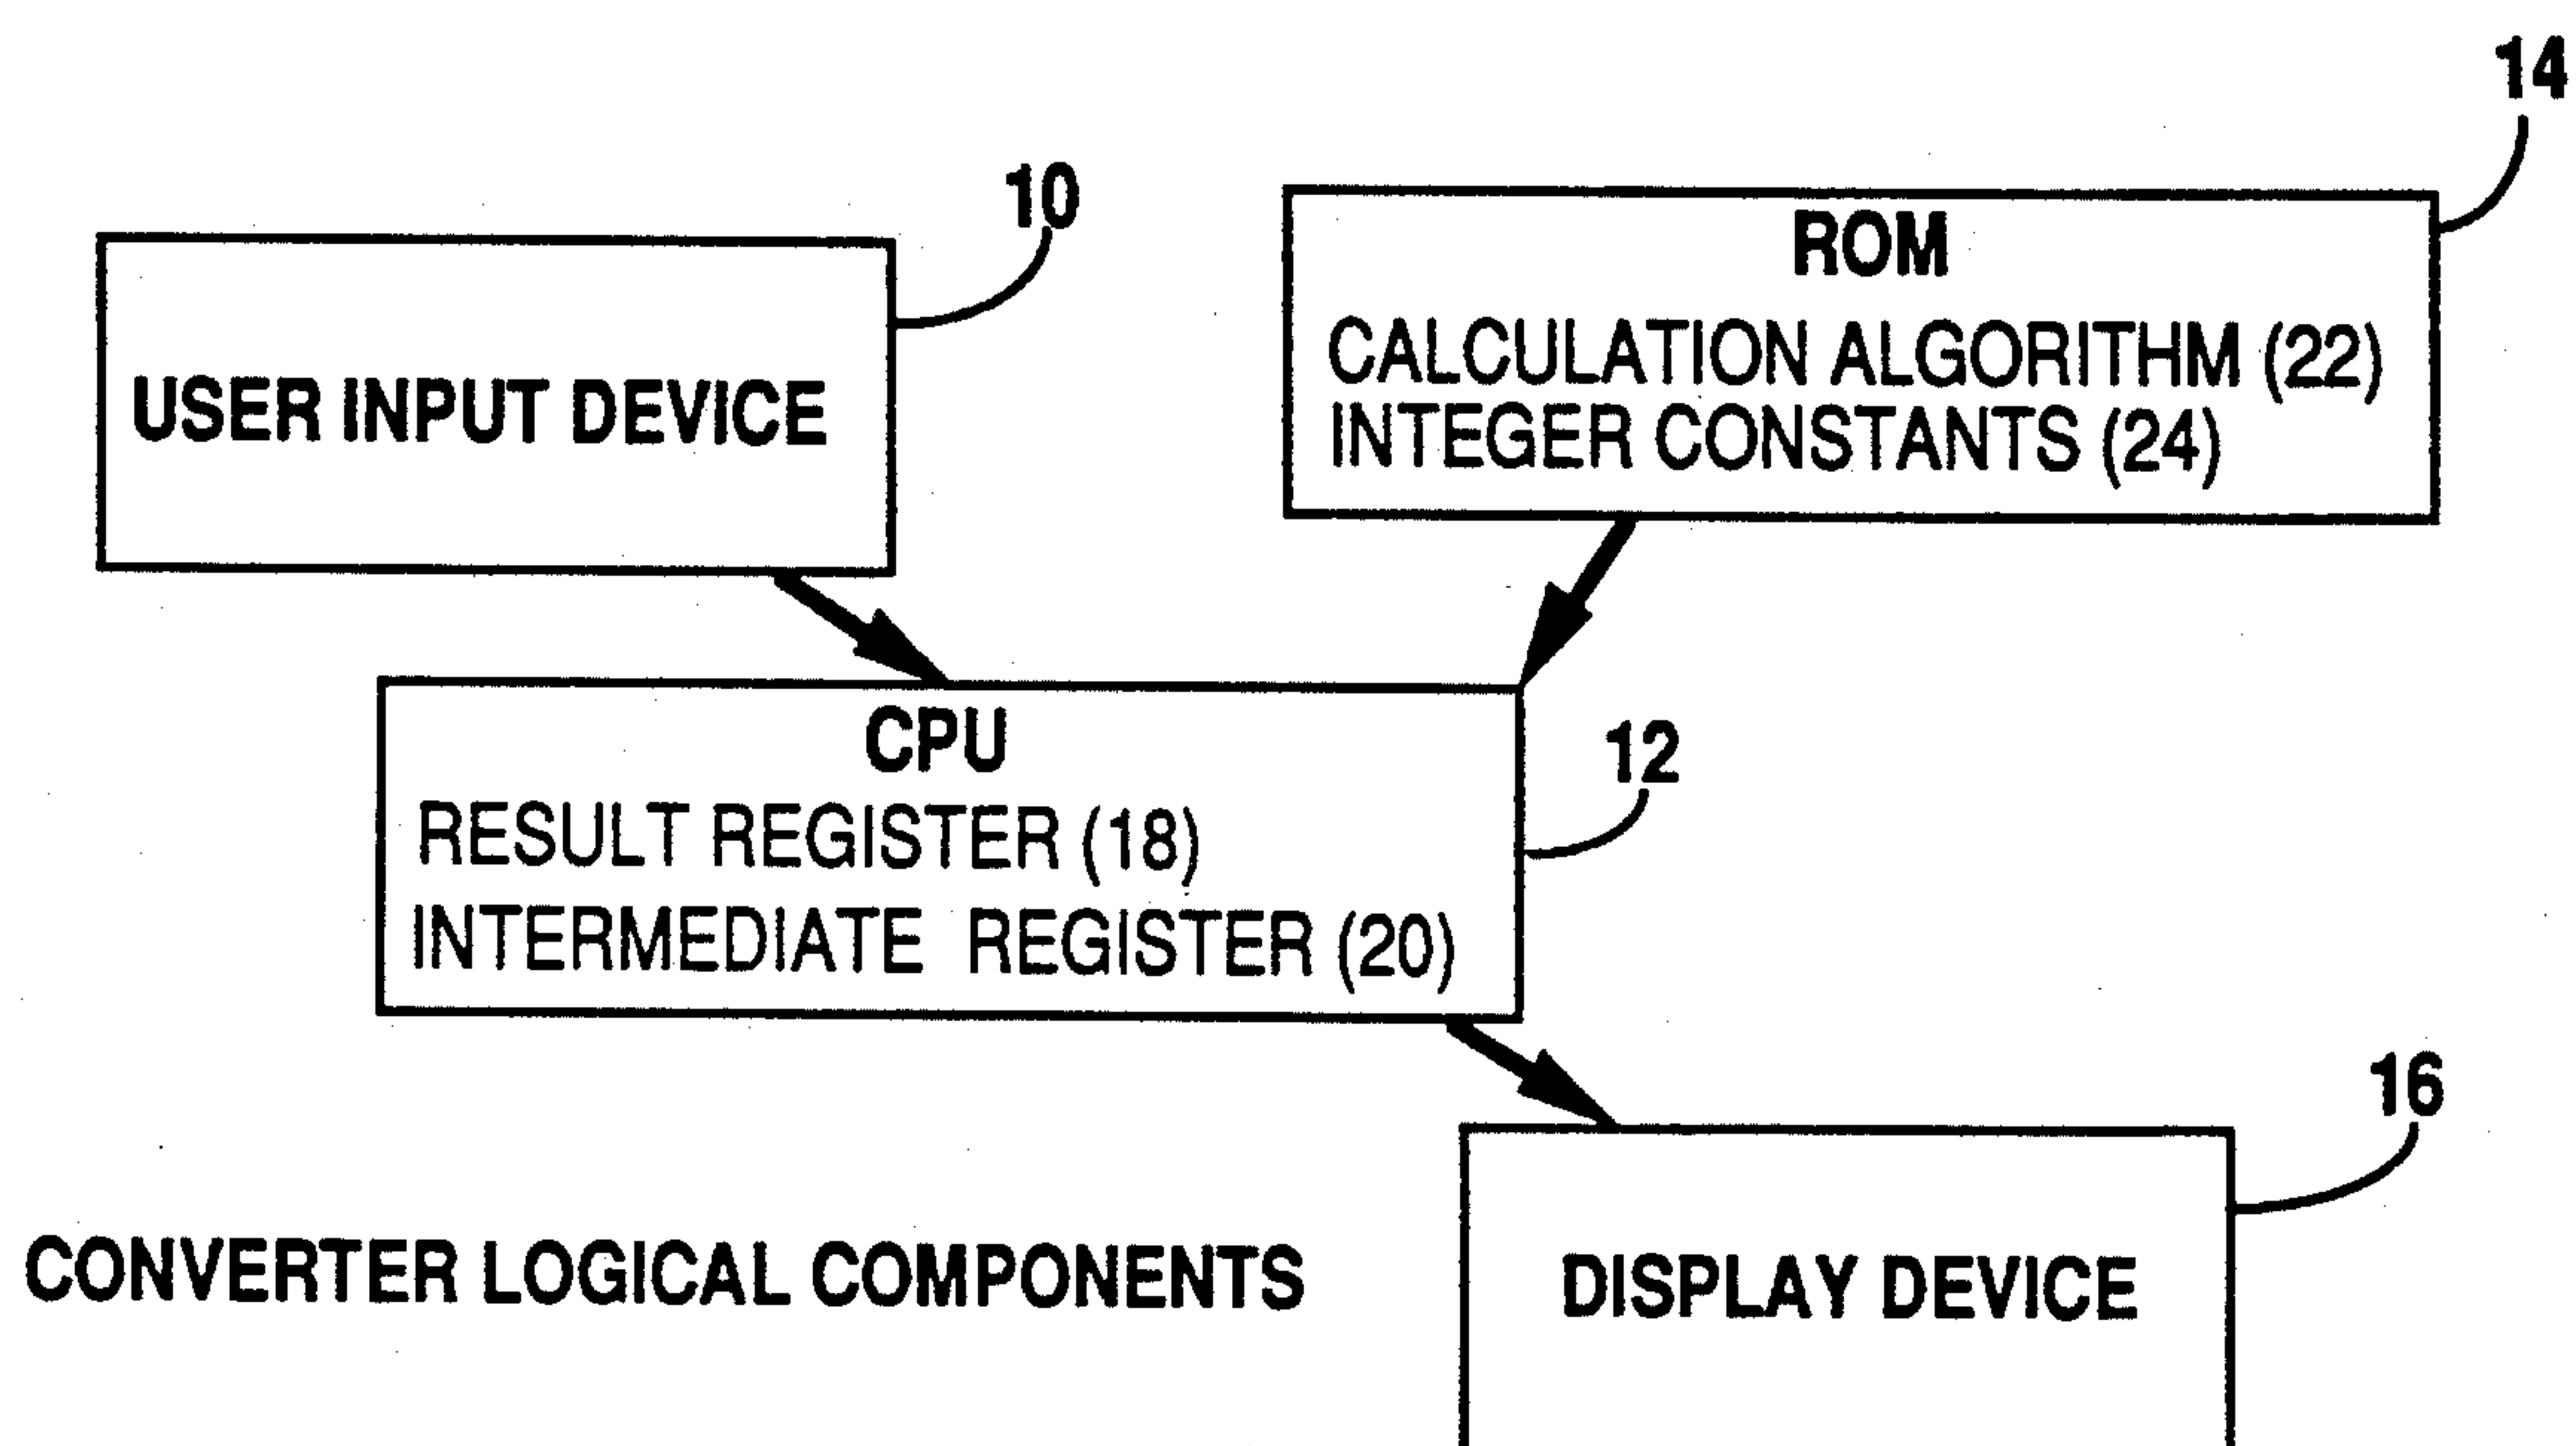 14
10
ROM
CALCULATION ALGORITHM (22)
INTEGER CONSTANTS (24)
USER INPUT DEVICE
CPU
RESULT REGISTER (18)
INTERMEDIATE REGISTER (20)
12
16
CONVERTER LOGICAL COMPONENTS
DISPLAY DEVICE